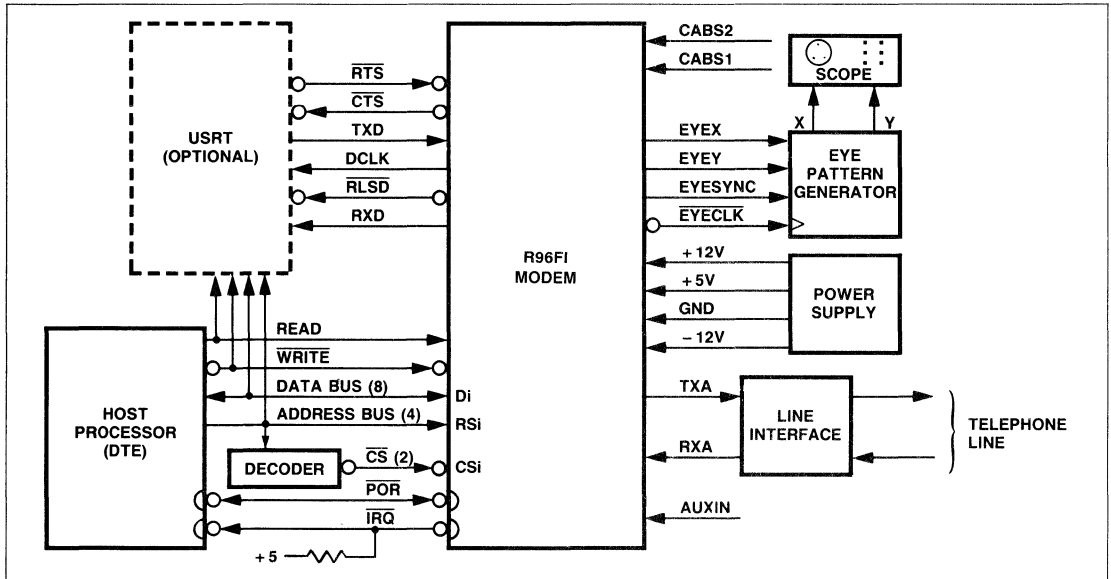 CABS2
CABS1
SCOPE
X Y
RTS
CTS
TXD
DCLK
RLSD
RXD
USRT
(OPTIONAL)
R96FI
MODEM
EYEX
EYEY
EYESYNC
EYECLK
EYE
PATTERN
GENERATOR
+12V
+5V
GND
-12V
POWER
SUPPLY
HOST
PROCESSOR
(DTE)
READ
WRITE
DATA BUS (8)
Di
ADDRESS BUS (4)
RSi
DECODER
CS (2)
CSi
POR
IRQ
+5
TXA
RXA
LINE
INTERFACE
TELEPHONE
LINE
AUXIN